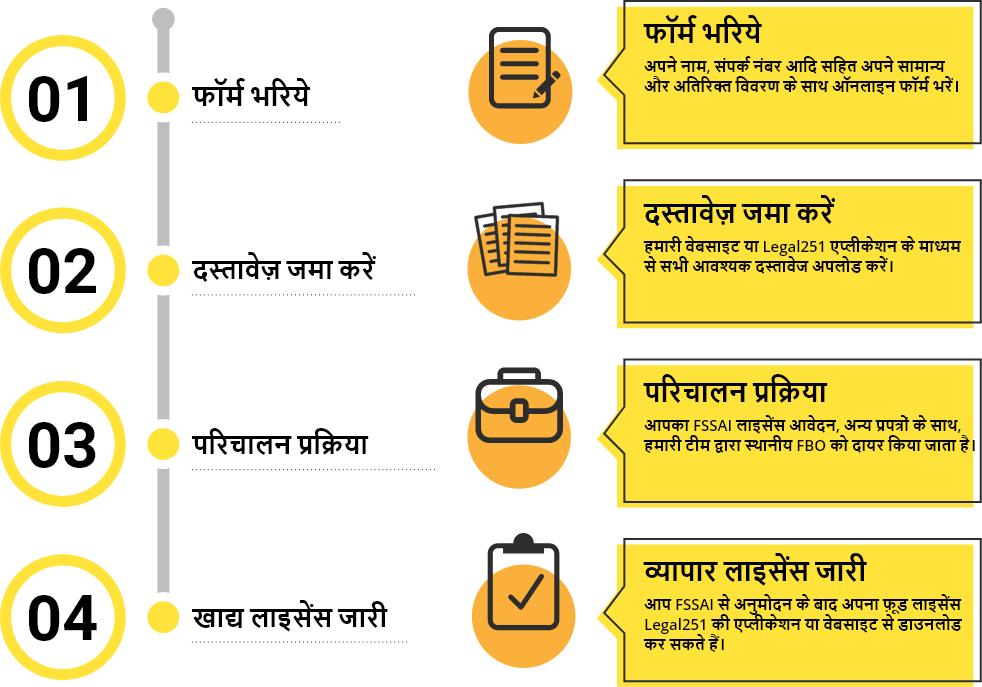 01
फॉर्म भरिये
फॉर्म भरिये
अपने नाम, संपर्क नंबर आदि सहित अपने सामान्य
और अतिरिक्त विवरण के साथ ऑनलाइन फॉर्म भरें।
02
दस्तावेज़ जमा करें
दस्तावेज़ जमा करें
हमारी वेबसाइट या Legal251 एप्लीकेशन के माध्यम
से सभी आवश्यक दस्तावेज अपलोड करें।
03
परिचालन प्रक्रिया
परिचालन प्रक्रिया
आपका FSSAI लाइसेंस आवेदन, अन्य प्रपत्रों के साथ,
हमारी टीम द्वारा स्थानीय FBO को दायर किया जाता है।
04
खाद्य लाइसेंस जारी
व्यापार लाइसेंस जारी
आप FSSAI से अनुमोदन के बाद अपना फ़ूड लाइसेंस
Legal251 की एप्लीकेशन या वेबसाइट से डाउनलोड
कर सकते हैं।